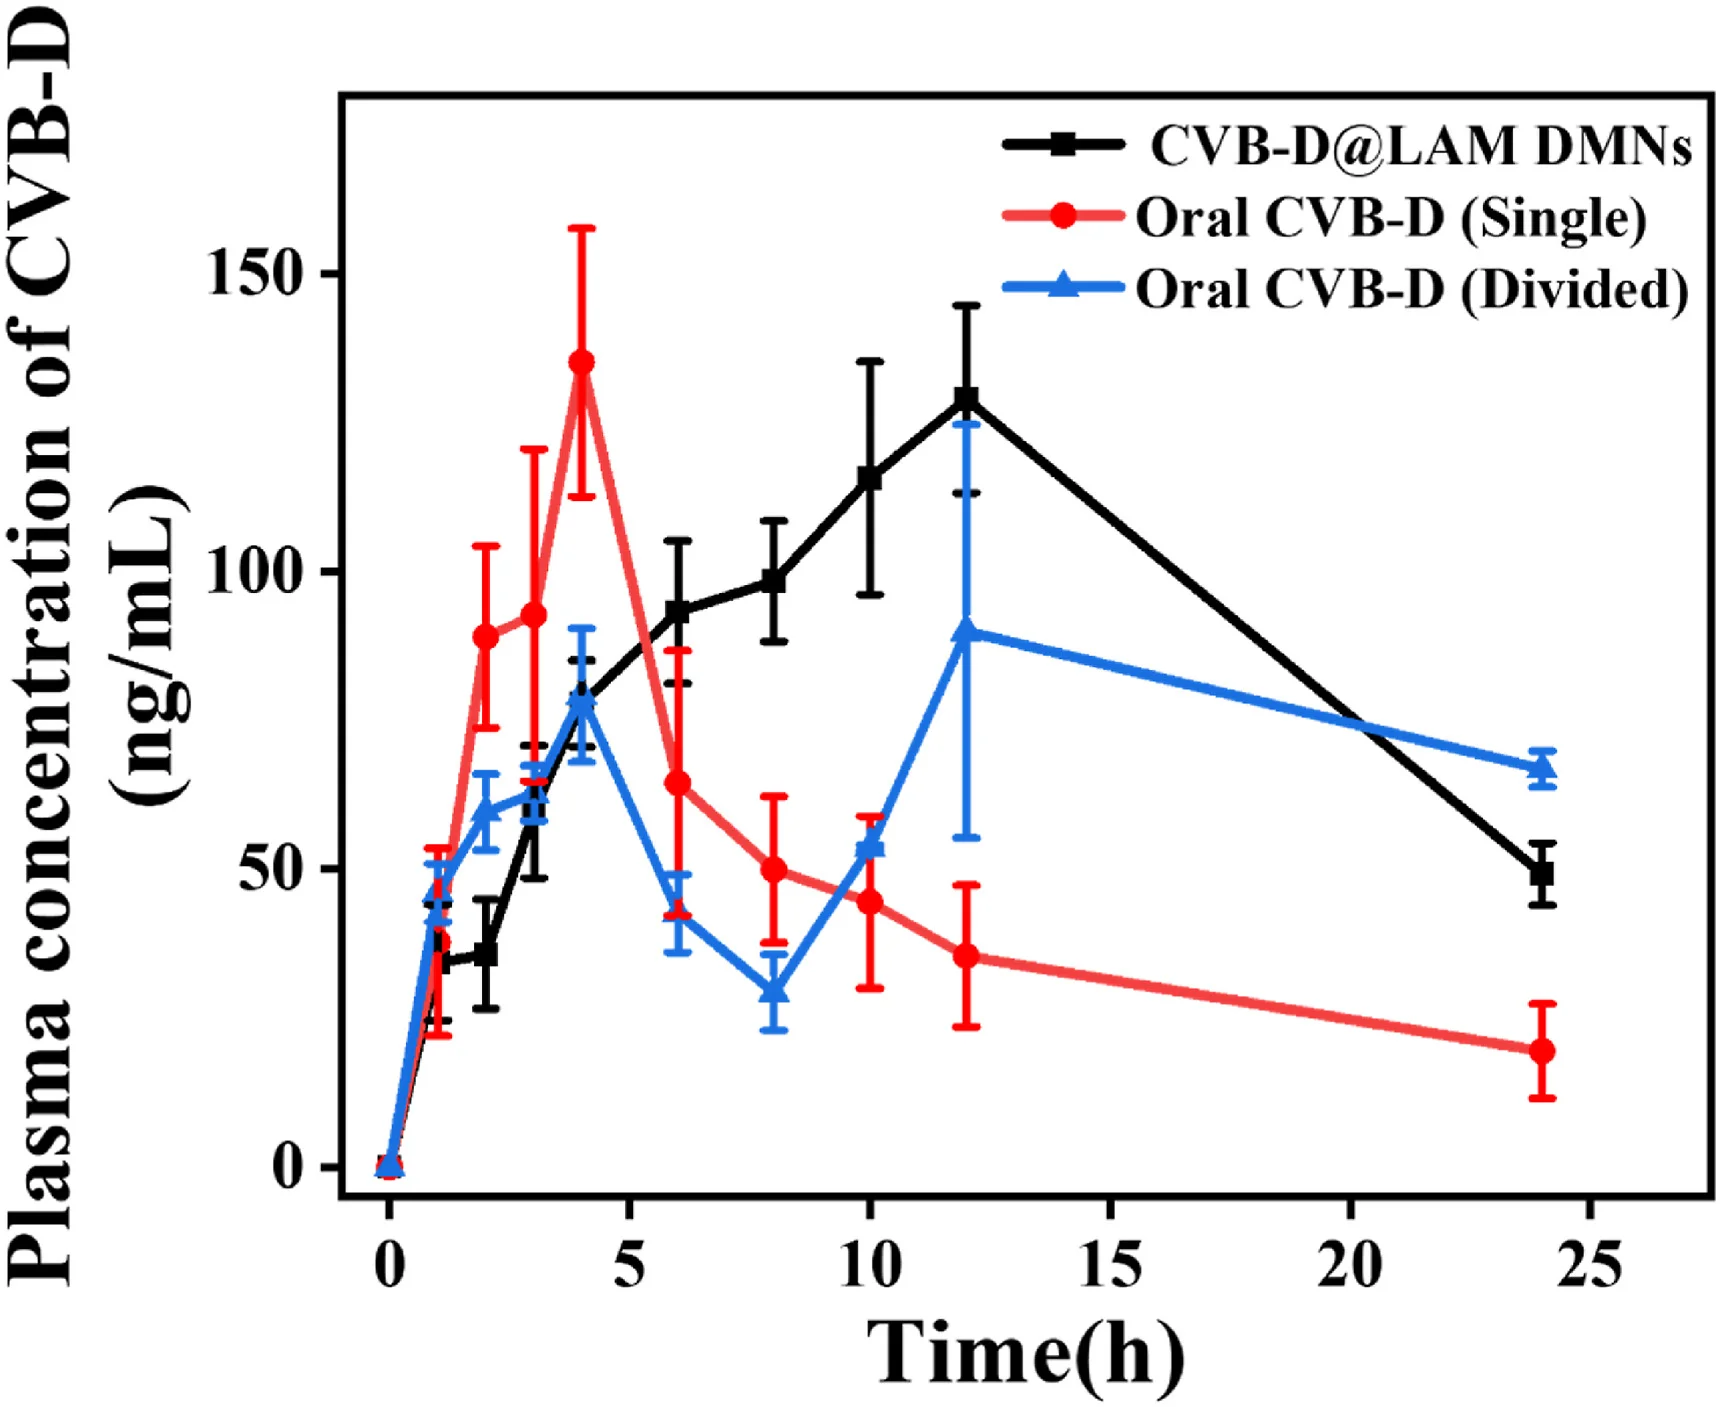 Plasma concentration of CVB-D
(ng/mL)
CVB-D@LAM DMNs
Oral CVB-D (Single)
Oral CVB-D (Divided)
150
100
50
0
0 5 10 15 20 25
Time(h)